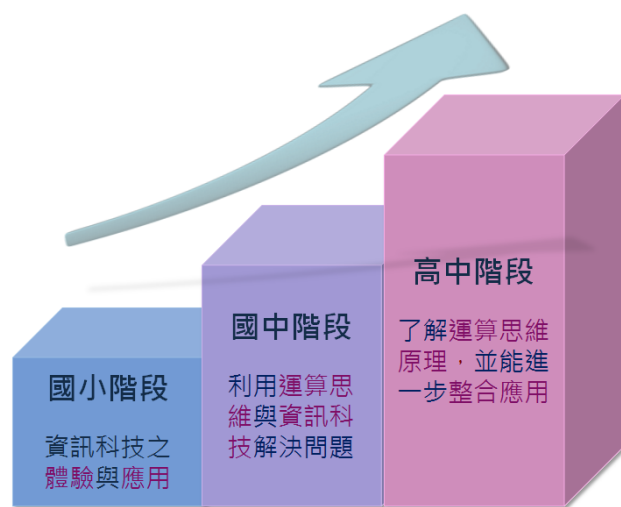 國小階段
資訊科技之
體驗與應用
國中階段
利用運算思
維與資訊科
技解決問題
高中階段
了解運算思維
原理，並能進
一步整合應用